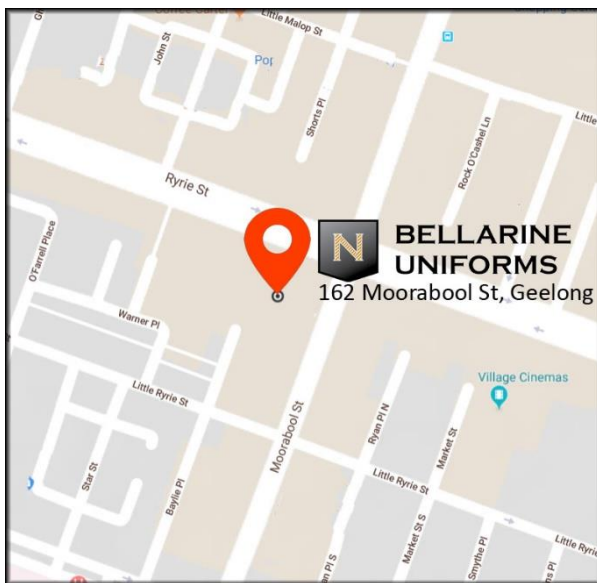 Little Malop St
John St
Shorts Pl
Little
Rock O'Cashel Ln
Ryrie St
O'Farrell Place
N BELLARINE
UNIFORMS
162 Moorabool St, Geelong
Warner Pl
Village Cinemas
Little Ryrie St
Moorabool St
Ryan Pl N
Market St
Star St
Baylie Pl
Little Ryrie St
Market St S
Smythe Pl
Little Ryrie